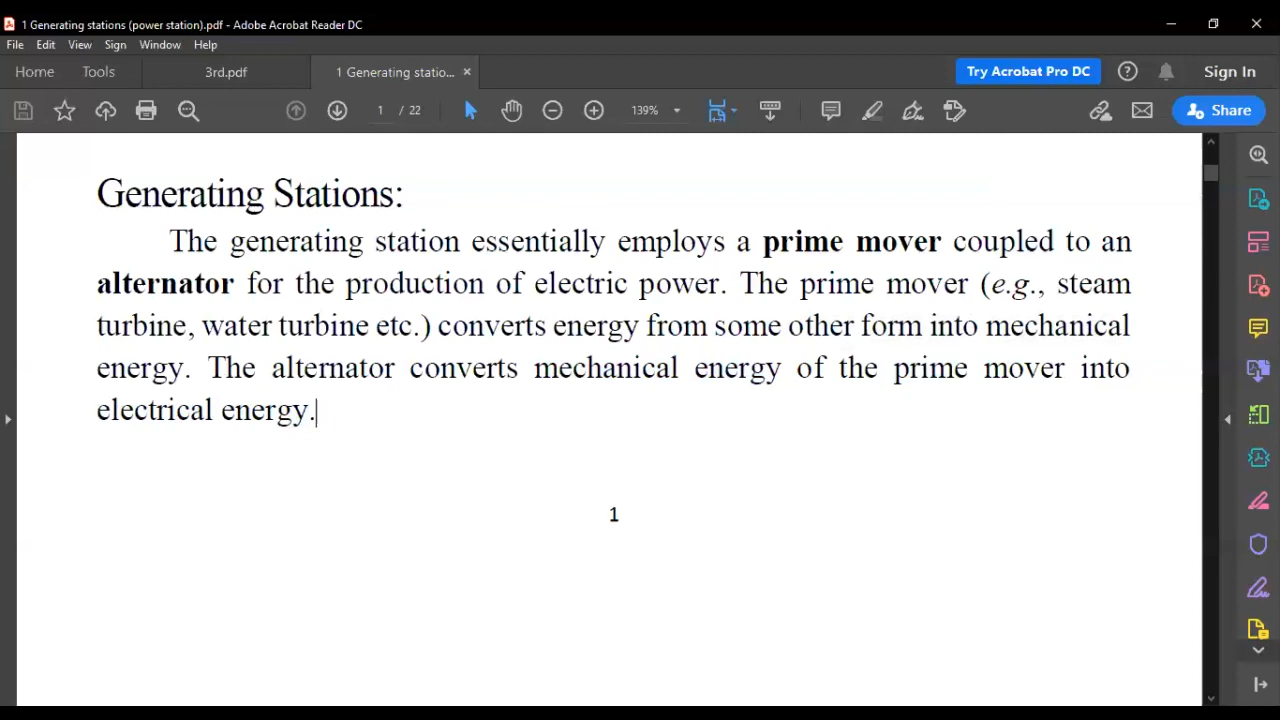 1 Generating stations (power station).pdf - Adobe Acrobat Reader DC
File Edit View Sign Window Help
Home Tools 3rd.pdf 1 Generating statio... × Try Acrobat Pro DC Sign In
1 / 22 139% Share
Generating Stations:
The generating station essentially employs a prime mover coupled to an
alternator for the production of electric power. The prime mover (e.g., steam
turbine, water turbine etc.) converts energy from some other form into mechanical
energy. The alternator converts mechanical energy of the prime mover into
electrical energy.
1